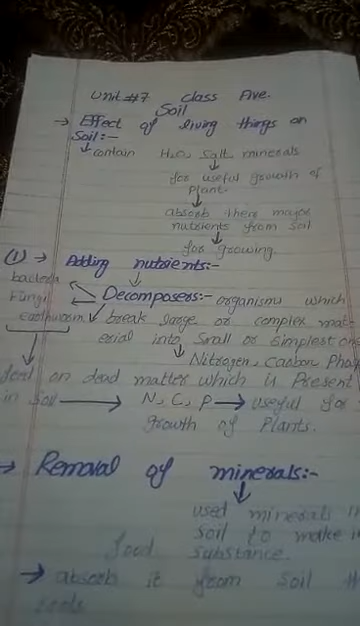 Unit #7 Class Five.
Soil
→ Effect of living things on
Soil:-
↓ contain H₂O, Salt, minerals
↓
for useful growth of
Plant.
↓
absorb these major
nutrients from soil
↓
for growing.
(1) → Adding nutrients:-
bacteria
Fungi
earthworm
Decomposers:- organisms which
break large or complex mat-
erial into Small or Simplest one
↓ Nitrogen, Carbon
feed on dead matter which is Present
in soil → N, C, P → useful for
growth of Plants.
→ Removal of minerals:-
↓
used minerals
soil to make
food substance.
→ absorb it from soil
roots